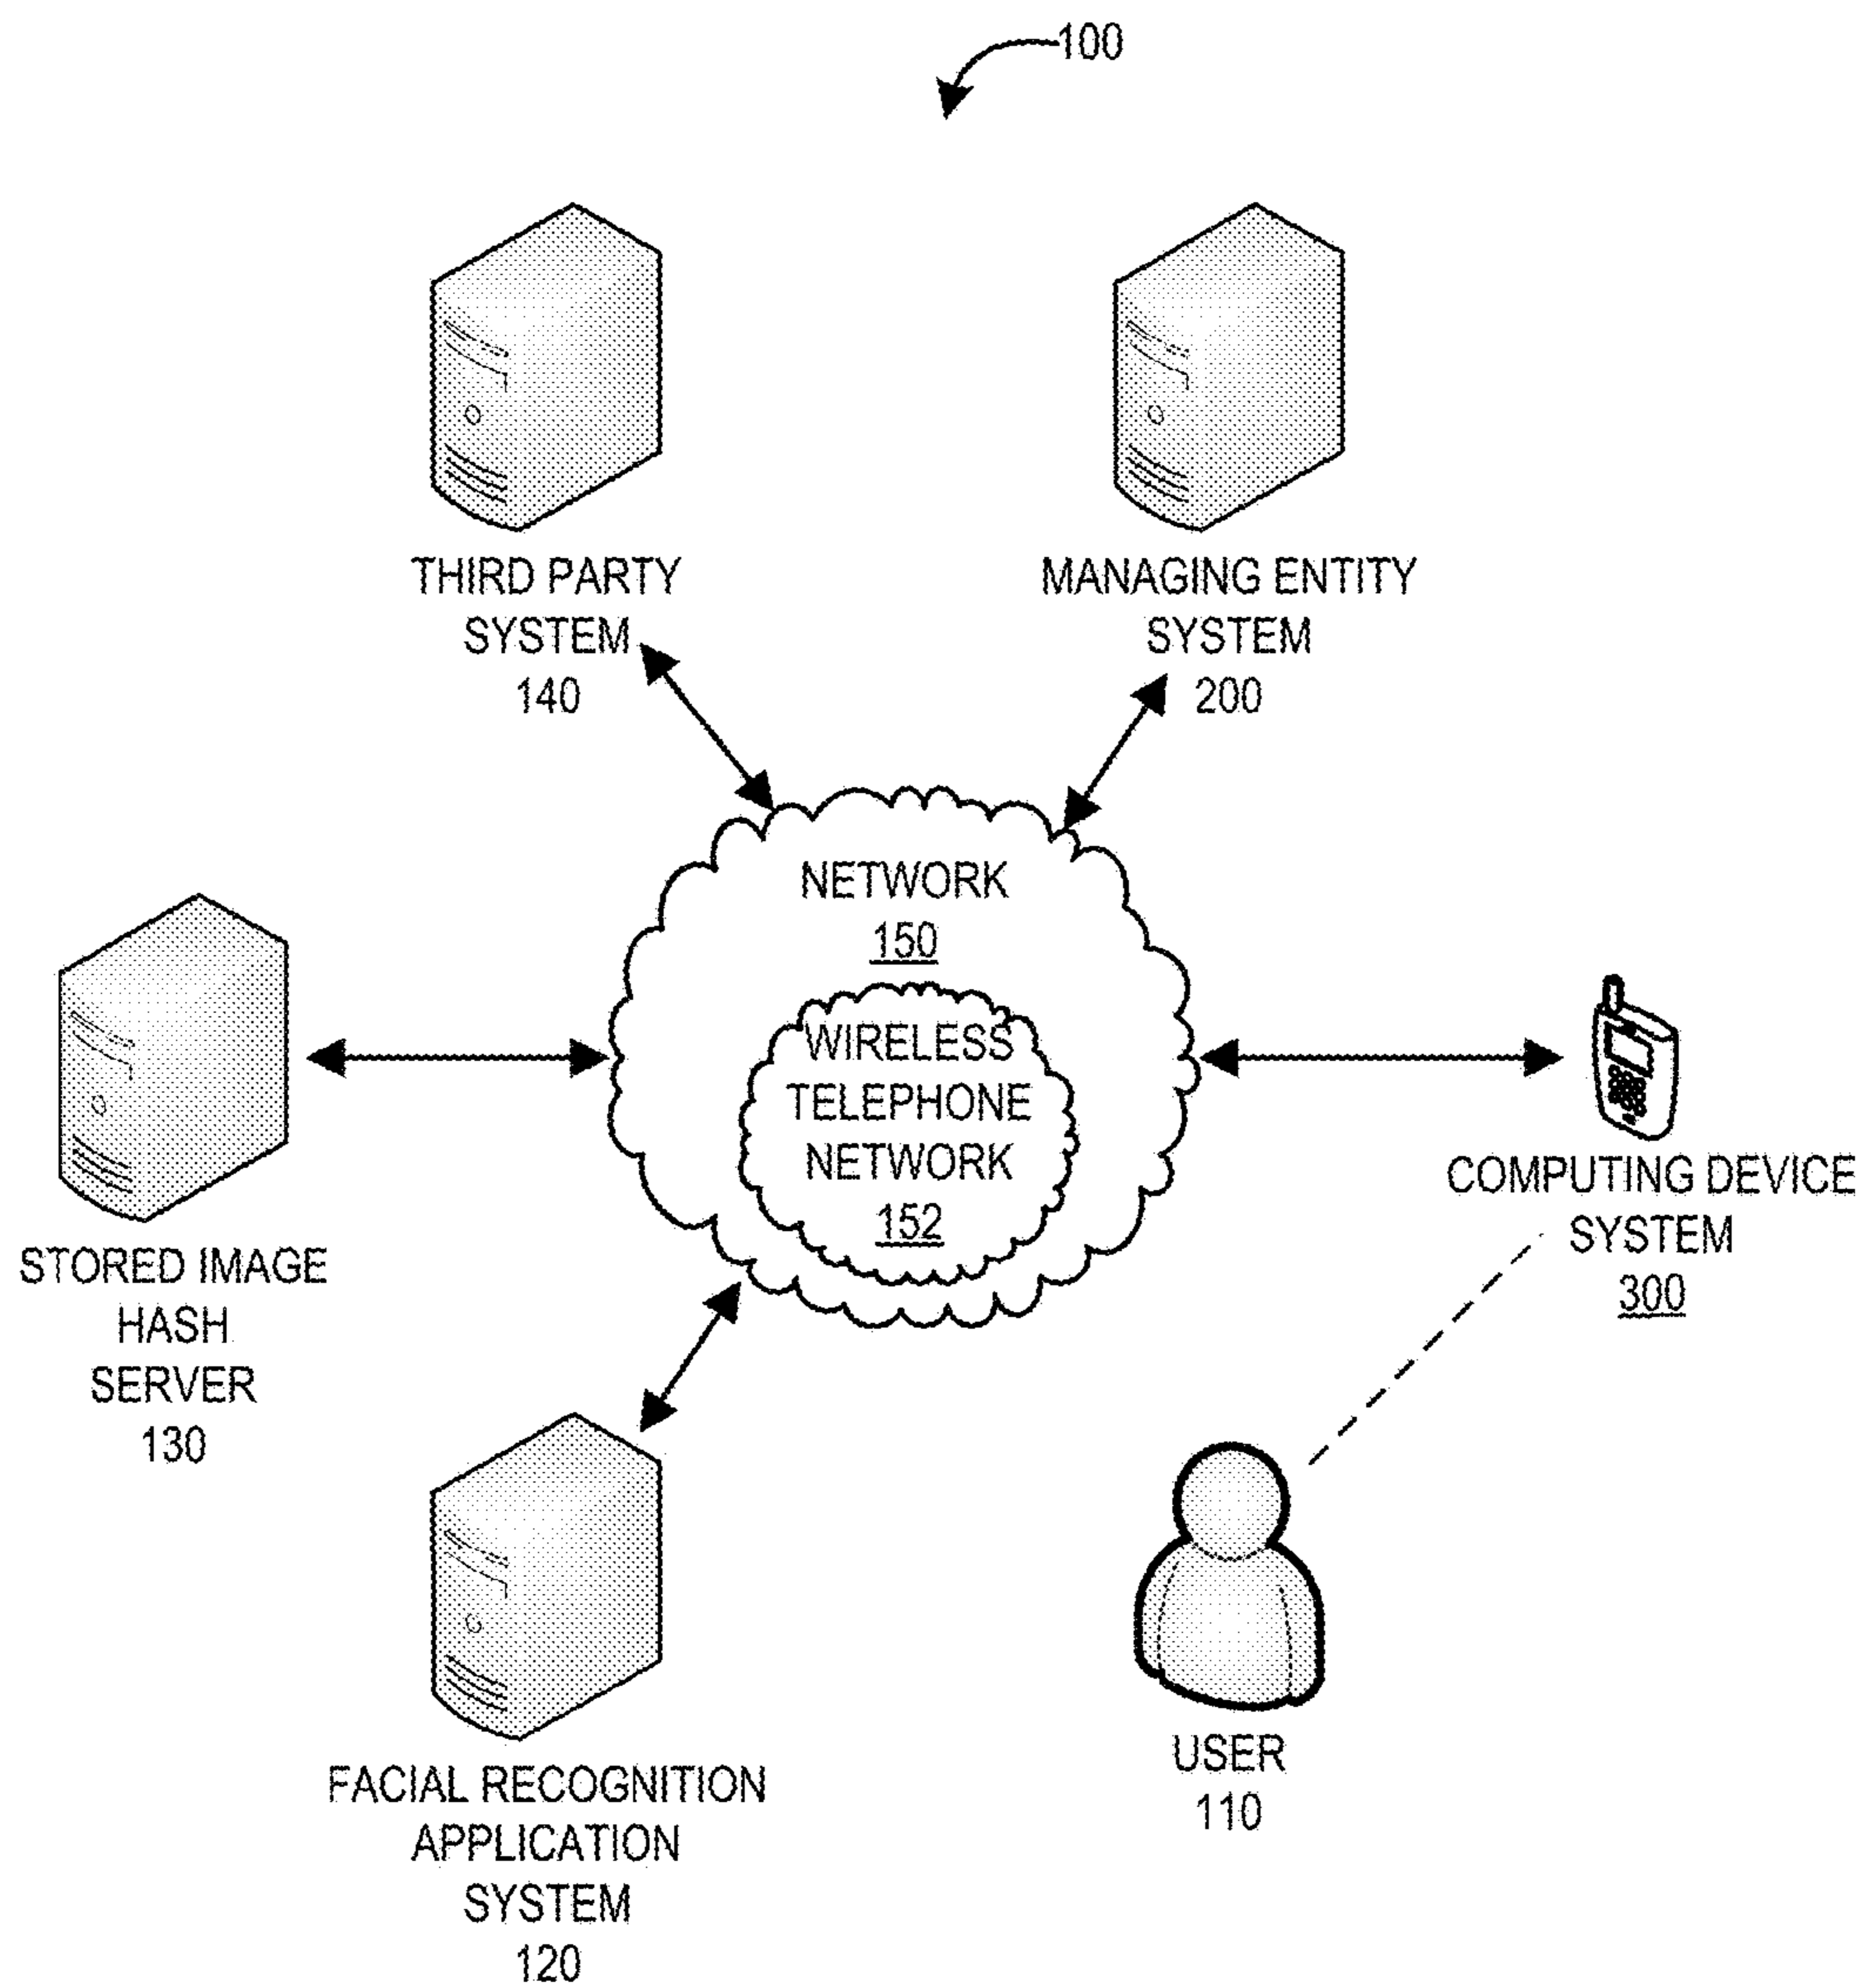 100
THIRD PARTY
SYSTEM
140
MANAGING ENTITY
SYSTEM
200
NETWORK
150
WIRELESS
TELEPHONE
NETWORK
152
COMPUTING DEVICE
SYSTEM
300
STORED IMAGE
HASH
SERVER
130
USER
110
FACIAL RECOGNITION
APPLICATION
SYSTEM
120